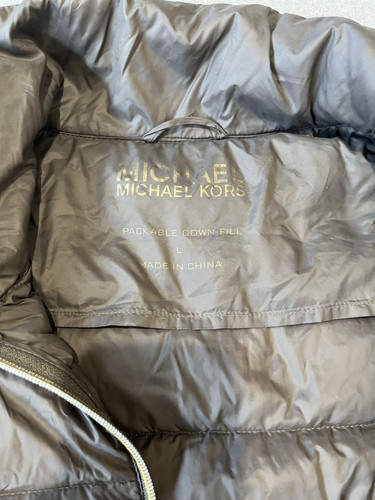 MICHAEL
MICHAEL KORS
PACKABLE DOWN FILL
L
MADE IN CHINA